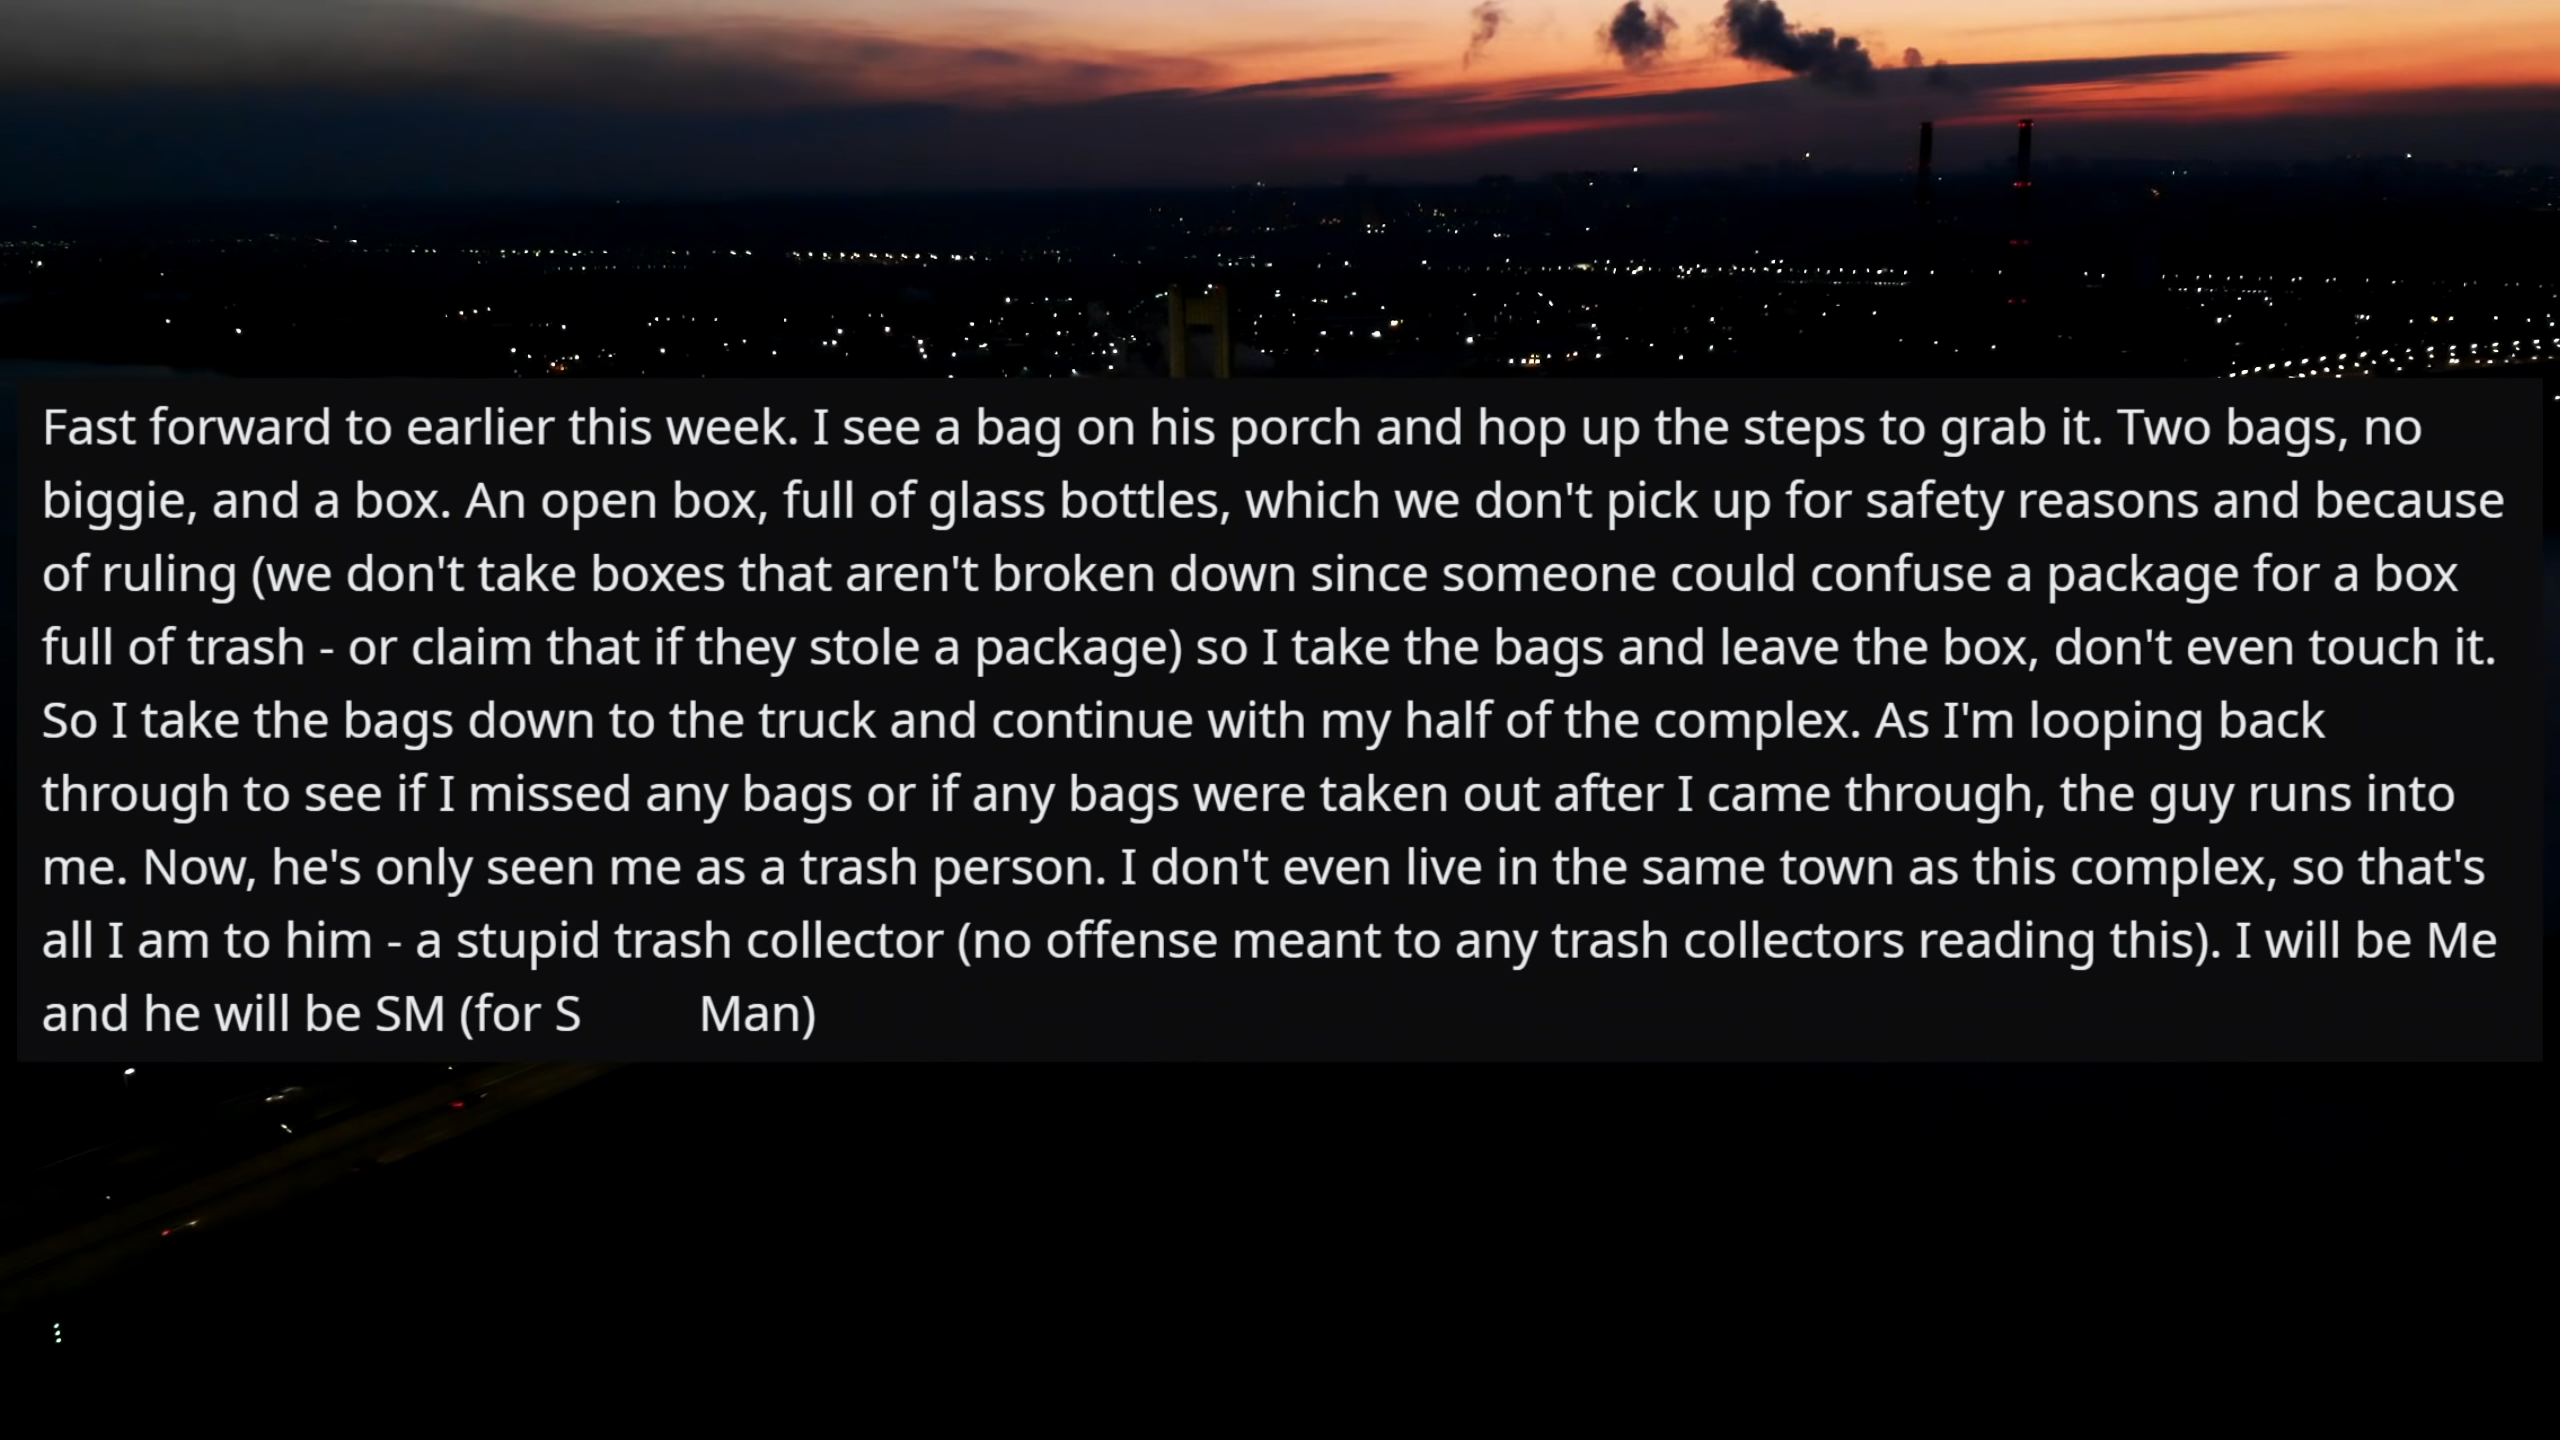 Fast forward to earlier this week. I see a bag on his porch and hop up the steps to grab it. Two bags, no
biggie, and a box. An open box, full of glass bottles, which we don't pick up for safety reasons and because
of ruling (we don't take boxes that aren't broken down since someone could confuse a package for a box
full of trash - or claim that if they stole a package) so I take the bags and leave the box, don't even touch it.
So I take the bags down to the truck and continue with my half of the complex. As I'm looping back
through to see if I missed any bags or if any bags were taken out after I came through, the guy runs into
me. Now, he's only seen me as a trash person. I don't even live in the same town as this complex, so that's
all I am to him - a stupid trash collector (no offense meant to any trash collectors reading this). I will be Me
and he will be SM (for S Man)